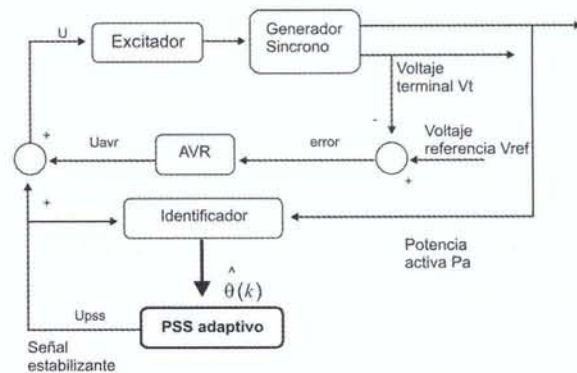 U
Excitador
Generador
Sincrono
Voltaje
terminal Vt
-
+
Uavr
AVR
error
Voltaje
referencia Vref
+
+
Identificador
Potencia
activa Pa
θ̂(k)
Upss
PSS adaptivo
Señal
estabilizante